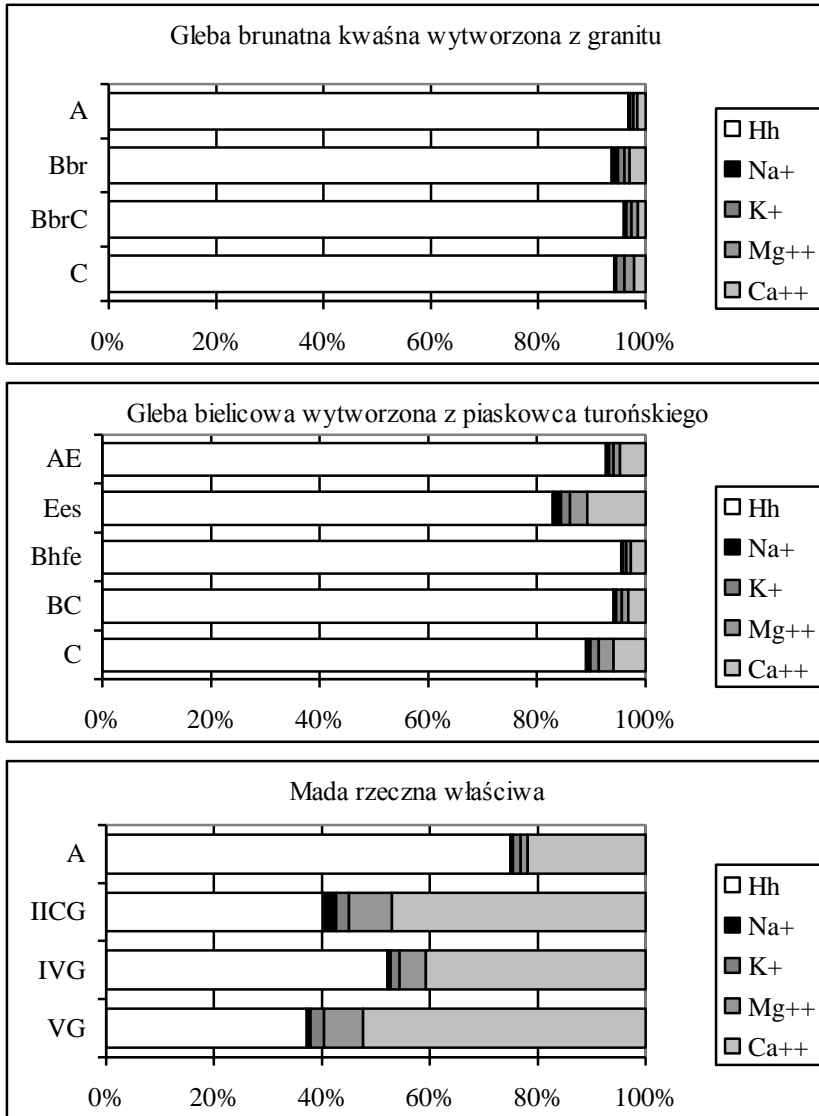 Gleba brunatna kwaśna wytworzona z granitu
A
Bbr
BbrC
C
0% 20% 40% 60% 80% 100%
Hh
Na+
K+
Mg++
Ca++
Gleba bielicowa wytworzona z piaskowca turońskiego
AE
Ees
Bhfe
BC
C
0% 20% 40% 60% 80% 100%
Hh
Na+
K+
Mg++
Ca++
Mada rzeczna właściwa
A
IICG
IVG
VG
0% 20% 40% 60% 80% 100%
Hh
Na+
K+
Mg++
Ca++